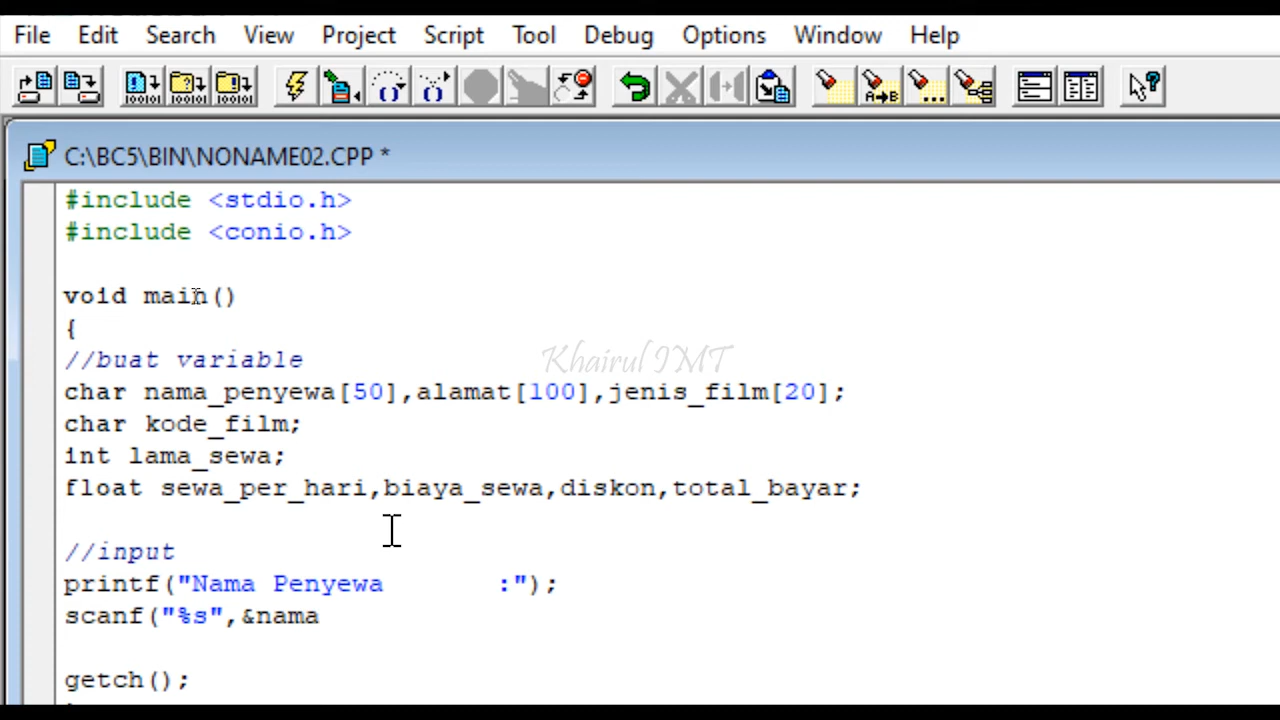 File Edit Search View Project Script Tool Debug Options Window Help
C:\BC5\BIN\NONAME02.CPP *
#include <stdio.h>
#include <conio.h>
void main()
{
//buat variable
Khairul IMT
char nama_penyewa[50],alamat[100],jenis_film[20];
char kode_film;
int lama_sewa;
float sewa_per_hari,biaya_sewa,diskon,total_bayar;
//input
printf("Nama Penyewa       :");
scanf("%s",&nama
getch();